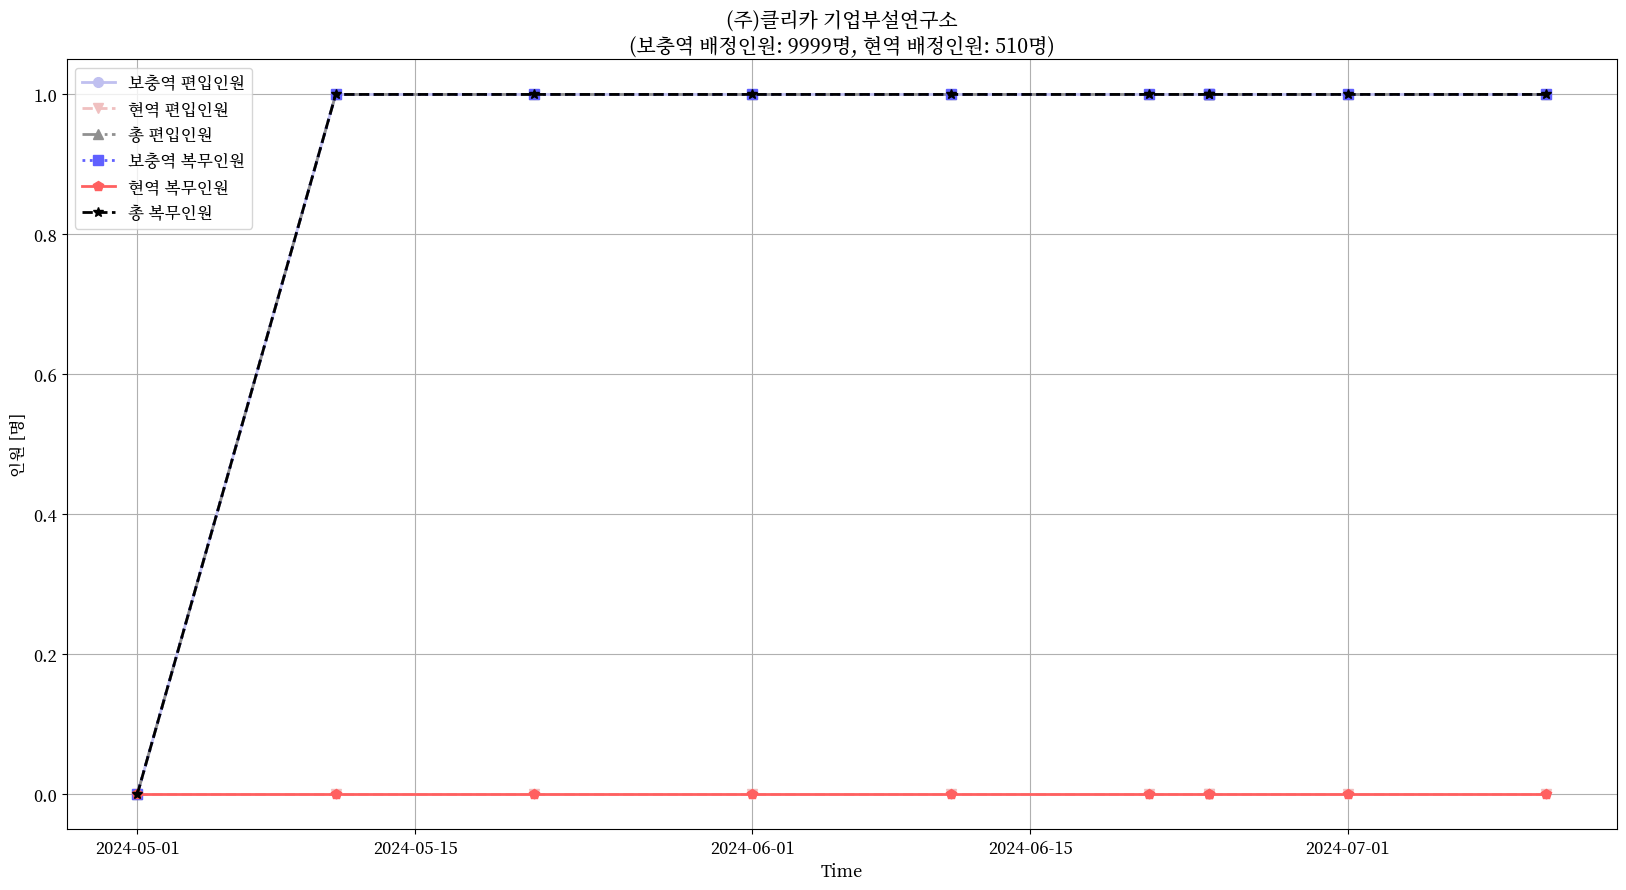 (주)클리카 기업부설연구소
(보충역 배정인원: 9999명, 현역 배정인원: 510명)
보충역 편입인원
현역 편입인원
총 편입인원
보충역 복무인원
현역 복무인원
총 복무인원
1.0
0.8
0.6
0.4
0.2
0.0
인원 [명]
2024-05-01
2024-05-15
2024-06-01
2024-06-15
2024-07-01
Time